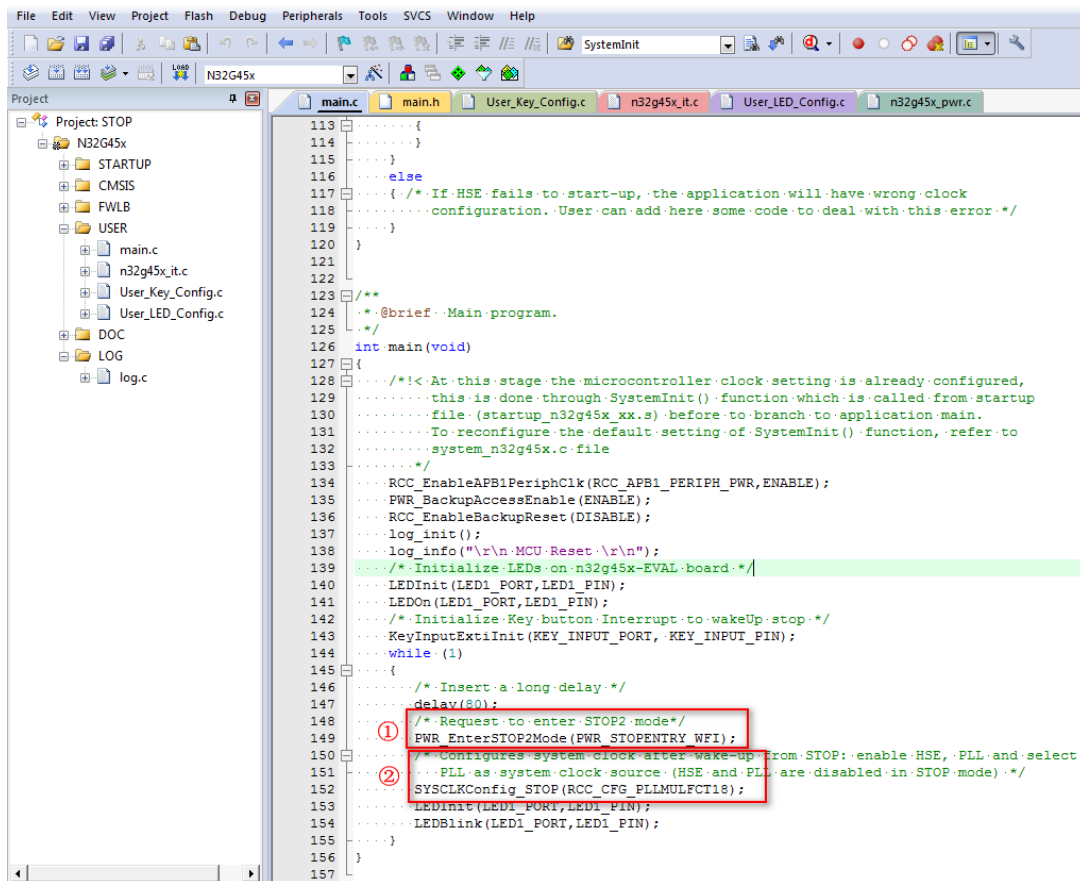 File Edit View Project Flash Debug Peripherals Tools SVCS Window Help
SystemInit
LOAD N32G45x
Project
main.c main.h User_Key_Config.c n32g45x_it.c User_LED_Config.c n32g45x_pwr.c
Project: STOP
N32G45x
STARTUP
CMSIS
FWLB
USER
main.c
n32g45x_it.c
User_Key_Config.c
User_LED_Config.c
DOC
LOG
log.c
113 {
114 }
115 }
116 else
117 { /* If HSE fails to start-up, the application will have wrong clock
118 configuration. User can add here some code to deal with this error */
119 }
120 }
121
122
123 /**
124 * @brief Main program.
125 */
126 int main(void)
127 {
128 /*!< At this stage the microcontroller clock setting is already configured,
129 this is done through SystemInit() function which is called from startup
130 file (startup_n32g45x_xx.s) before to branch to application main.
131 To reconfigure the default setting of SystemInit() function, refer to
132 system_n32g45x.c file
133 */
134 RCC_EnableAPB1PeriphClk(RCC_APB1_PERIPH_PWR,ENABLE);
135 PWR_BackupAccessEnable(ENABLE);
136 RCC_EnableBackupReset(DISABLE);
137 log_init();
138 log_info("\r\n MCU Reset \r\n");
139 /* Initialize LEDs on n32g45x-EVAL board */
140 LEDInit(LED1_PORT,LED1_PIN);
141 LEDOn(LED1_PORT,LED1_PIN);
142 /* Initialize Key button Interrupt to wakeUp stop */
143 KeyInputExtiInit(KEY_INPUT_PORT, KEY_INPUT_PIN);
144 while (1)
145 {
146 /* Insert a long delay */
147 delay(80);
148 /* Request to enter STOP2 mode*/
① 149 PWR_EnterSTOP2Mode(PWR_STOPENTRY_WFI);
150 /* Configures system clock after wake-up from STOP: enable HSE, PLL and select
② 151 PLL as system clock source (HSE and PLL are disabled in STOP mode) */
152 SYSCLKConfig_STOP(RCC_CFG_PLLMULFCT18);
153 LEDInit(LED1_PORT,LED1_PIN);
154 LEDBlink(LED1_PORT,LED1_PIN);
155 }
156 }
157